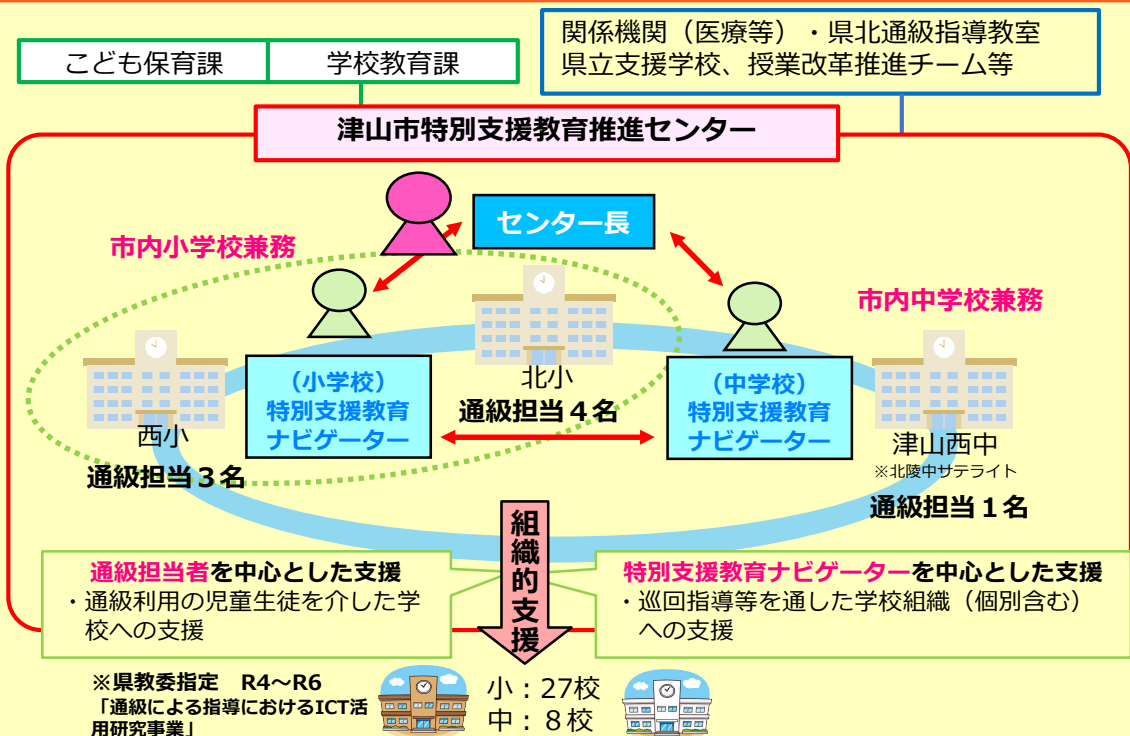 こども保育課
学校教育課
関係機関（医療等）・県北通級指導教室
県立支援学校、授業改革推進チーム等
津山市特別支援教育推進センター
センター長
市内小学校兼務
市内中学校兼務
（小学校）
特別支援教育
ナビゲーター
北小
通級担当４名
（中学校）
特別支援教育
ナビゲーター
西小
通級担当３名
津山西中
※北陵中サテライト
通級担当１名
組織的支援
通級担当者を中心とした支援
・通級利用の児童生徒を介した学
校への支援
特別支援教育ナビゲーターを中心とした支援
・巡回指導等を通した学校組織（個別含む）
への支援
※県教委指定　R4～R6
「通級による指導におけるICT活
用研究事業」
小：27校
中：８校